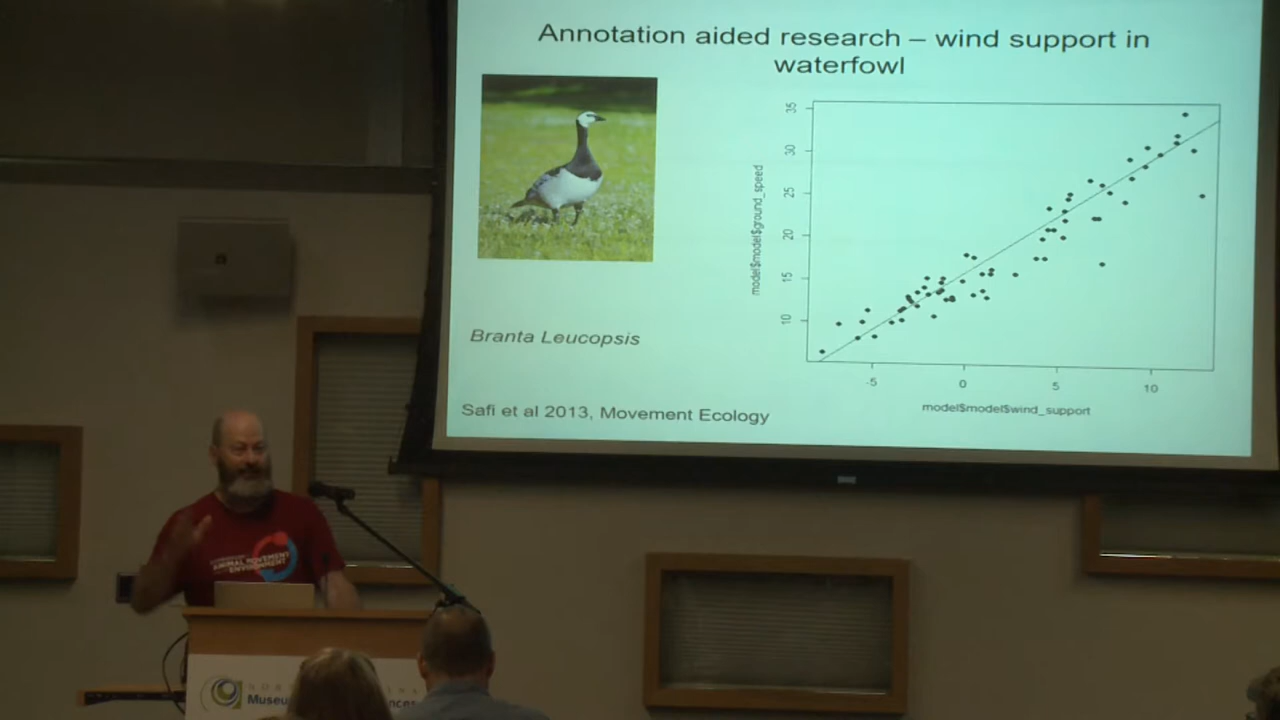 Annotation aided research – wind support in
waterfowl
model$model$ground_speed
35
30
25
20
15
10
-5
0
5
10
model$model$wind_support
Branta Leucopsis
Safi et al 2013, Movement Ecology
ANIMAL MOVEMENT
ENVIRONMENT